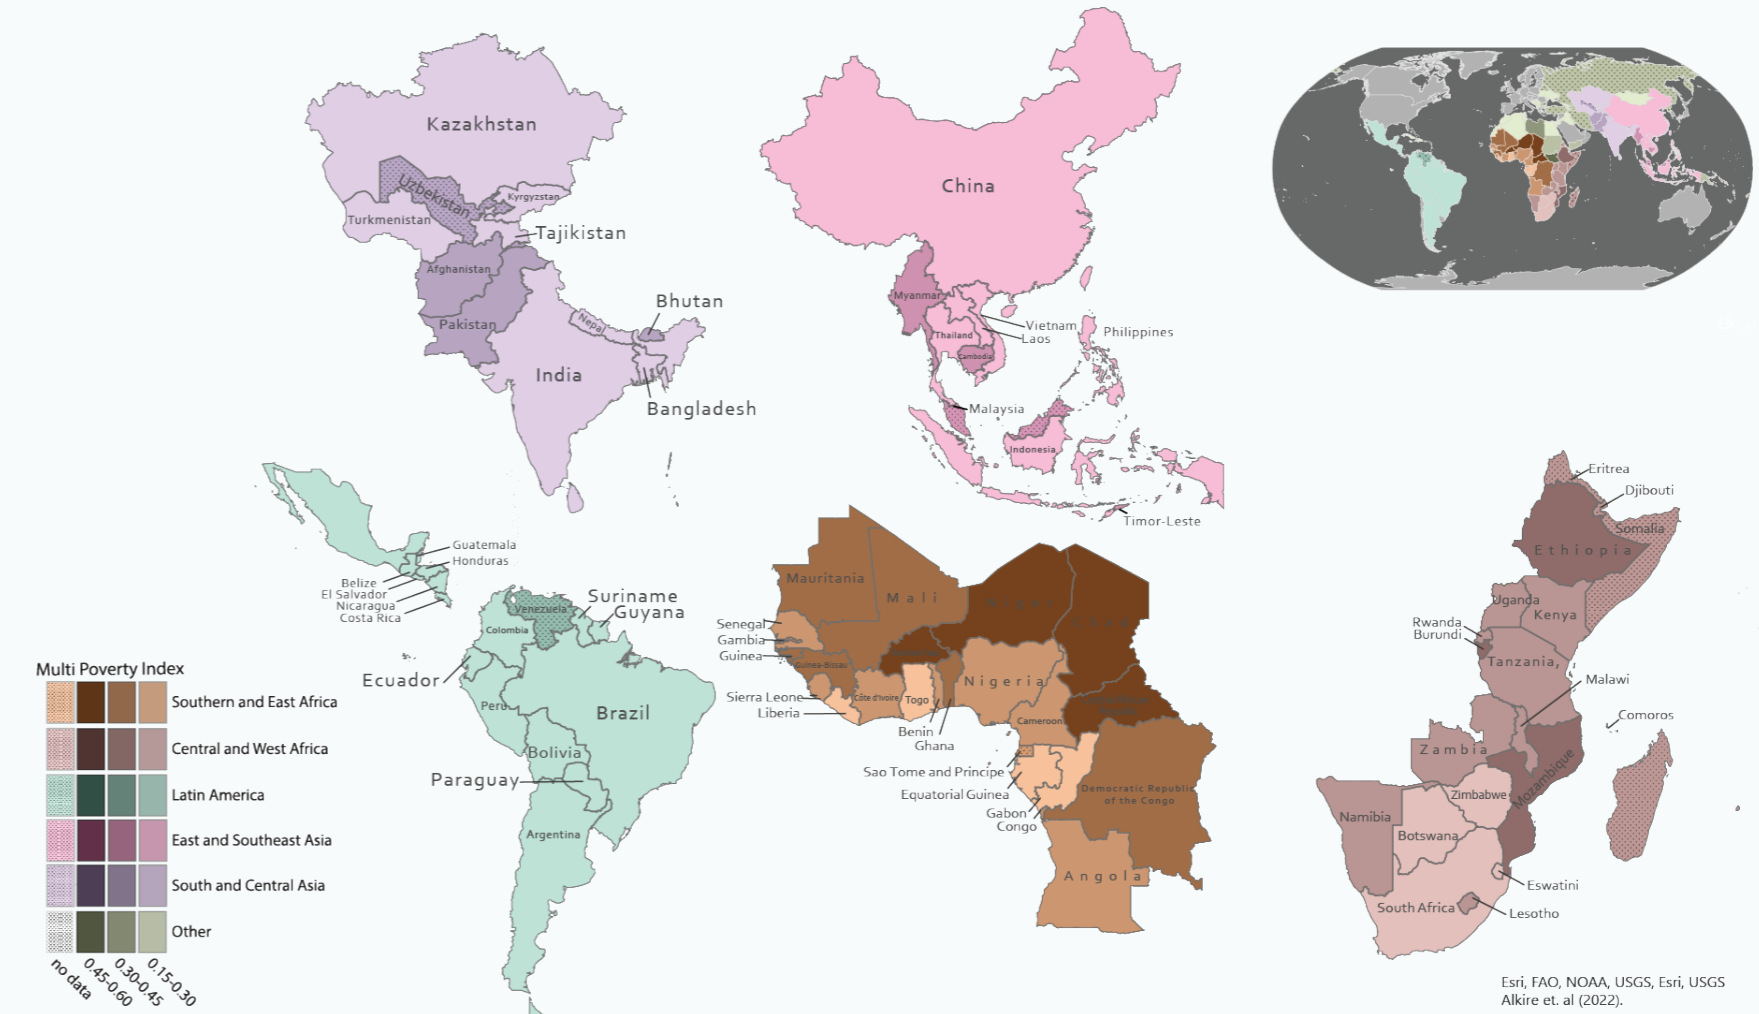 Kazakhstan
Uzbekistan
Kyrgyzstan
Turkmenistan
Tajikistan
Afghanistan
Pakistan
Bhutan
Nepal
India
Bangladesh
China
Myanmar
Vietnam
Laos
Thailand
Cambodia
Philippines
Malaysia
Indonesia
Timor-Leste
Guatemala
Honduras
Belize
El Salvador
Nicaragua
Costa Rica
Venezuela
Suriname
Guyana
Colombia
Ecuador
Peru
Brazil
Bolivia
Paraguay
Argentina
Mauritania
Mali
Niger
Chad
Senegal
Gambia
Guinea
Guinea-Bissau
Sierra Leone
Liberia
Côte d'Ivoire
Togo
Benin
Ghana
Nigeria
Cameroon
Sao Tome and Principe
Equatorial Guinea
Gabon
Congo
Democratic Republic
of the Congo
Angola
Eritrea
Djibouti
Somalia
Ethiopia
Uganda
Kenya
Rwanda
Burundi
Tanzania,
Malawi
Comoros
Zambia
Mozambique
Zimbabwe
Namibia
Botswana
Eswatini
South Africa
Lesotho
Multi Poverty Index
Southern and East Africa
Central and West Africa
Latin America
East and Southeast Asia
South and Central Asia
Other
no data
0.45-0.60
0.30-0.45
0.15-0.30
Esri, FAO, NOAA, USGS, Esri, USGS
Alkire et. al (2022).